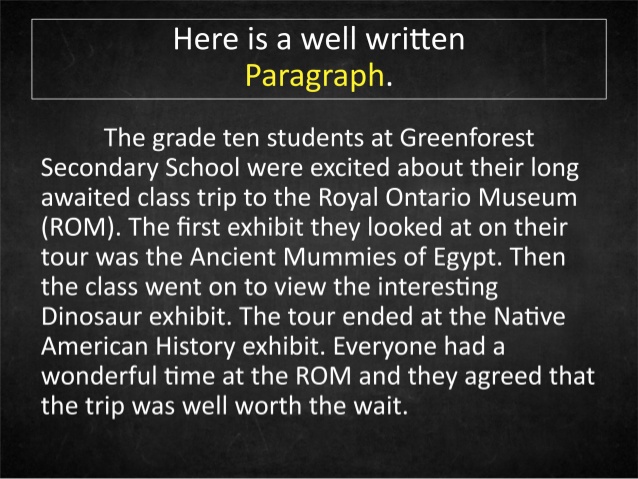 Here is a well written
Paragraph.
The grade ten students at Greenforest
Secondary School were excited about their long
awaited class trip to the Royal Ontario Museum
(ROM). The first exhibit they looked at on their
tour was the Ancient Mummies of Egypt. Then
the class went on to view the interesting
Dinosaur exhibit. The tour ended at the Native
American History exhibit. Everyone had a
wonderful time at the ROM and they agreed that
the trip was well worth the wait.